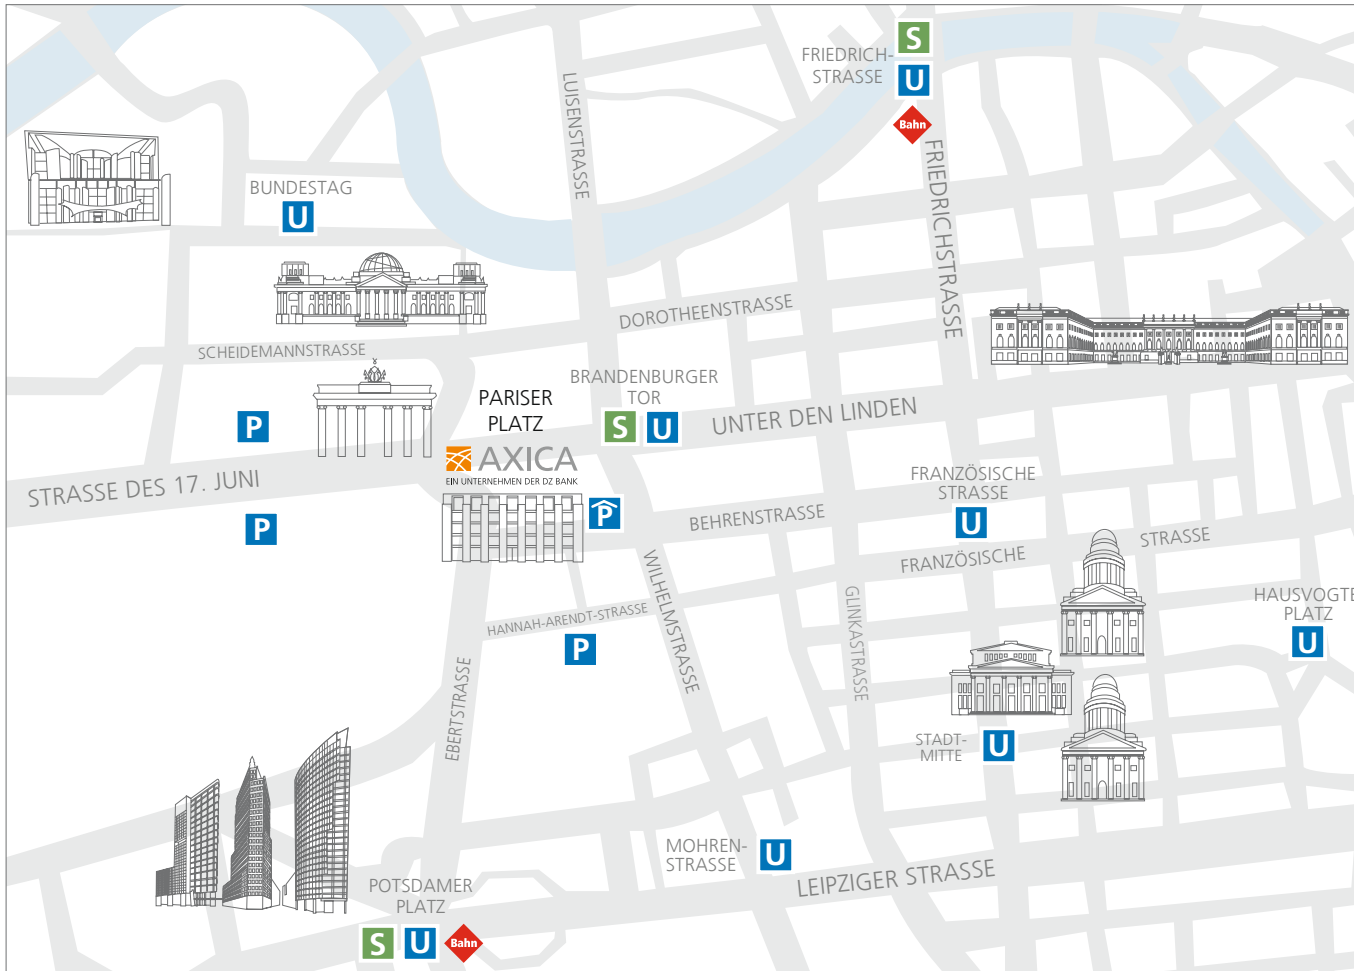 S
FRIEDRICH-
STRASSE
U
Bahn
LUISENSTRASSE
FRIEDRICHSTRASSE
BUNDESTAG
U
DOROTHEENSTRASSE
SCHEIDEMANNSTRASSE
BRANDENBURGER
TOR
S U
PARISER
PLATZ
P
UNTER DEN LINDEN
AXICA
EIN UNTERNEHMEN DER DZ BANK
STRASSE DES 17. JUNI
P
P
BEHRENSTRASSE
FRANZÖSISCHE
STRASSE
U
FRANZÖSISCHE STRASSE
WILHELMSTRASSE
GLINKASTRASSE
HAUSVOGTE
PLATZ
U
HANNAH-ARENDT-STRASSE
P
EBERTSTRASSE
STADT-
MITTE
U
MOHREN-
STRASSE
U
LEIPZIGER STRASSE
POTSDAMER
PLATZ
S U Bahn